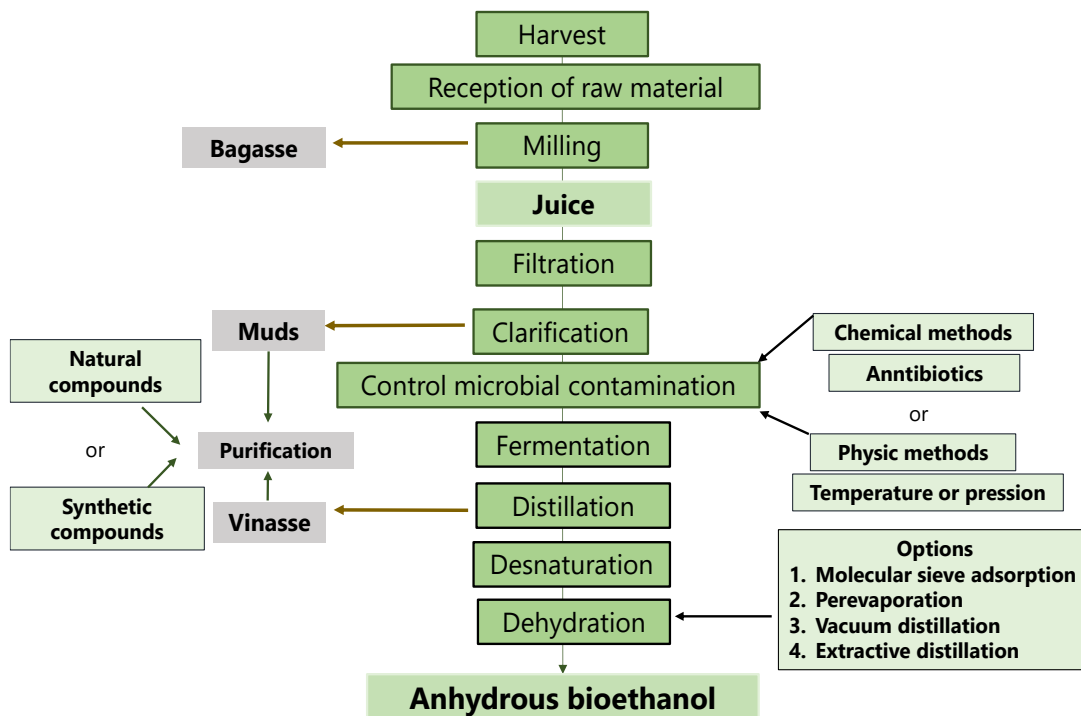 Harvest
Reception of raw material
Bagasse
Milling
Juice
Filtration
Muds
Clarification
Chemical methods
Natural
compounds
Control microbial contamination
Anntibiotics
or
or
Purification
Fermentation
Physic methods
Temperature or pression
Synthetic
compounds
Vinasse
Distillation
Desnaturation
Options
1. Molecular sieve adsorption
2. Perevaporation
3. Vacuum distillation
4. Extractive distillation
Dehydration
Anhydrous bioethanol